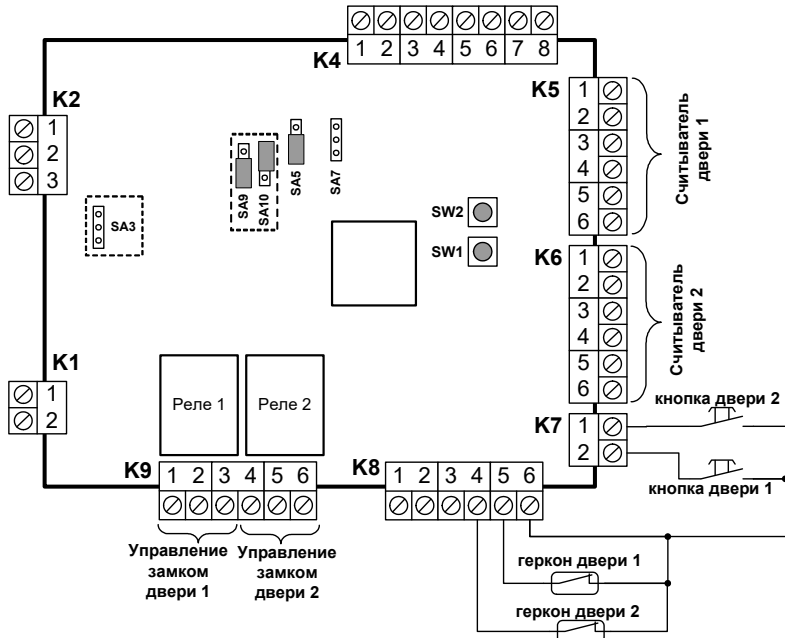 K4
1 2 3 4 5 6 7 8
K2
1
2
3
SA3
SA9
SA10
SA5
SA7
SW2
SW1
K5
1
2
3
4
5
6
Считыватель
двери 1
K6
1
2
3
4
5
6
Считыватель
двери 2
K1
1
2
Реле 1
Реле 2
K7
1
2
кнопка двери 2
кнопка двери 1
K9
1 2 3 4 5 6
K8
1 2 3 4 5 6
Управление
замком
двери 1
Управление
замком
двери 2
геркон двери 1
геркон двери 2